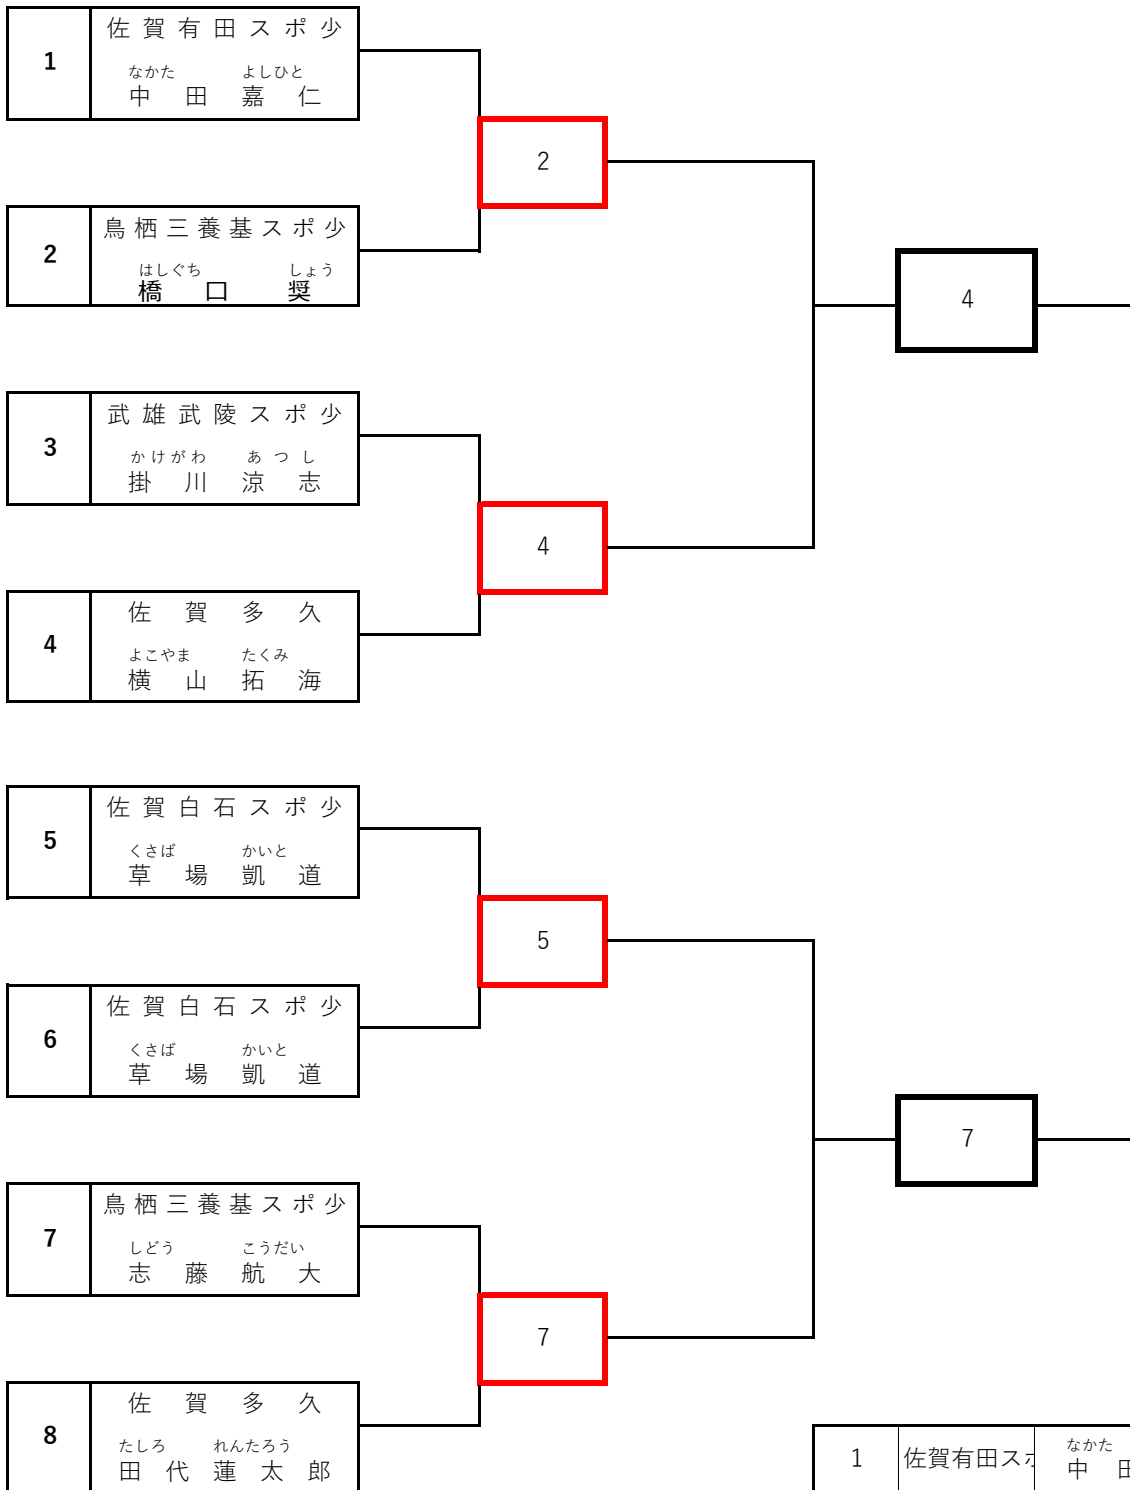 1
佐賀有田スポ少
なかた よしひと
中田 嘉仁
2
2
鳥栖三養基スポ少
はしぐち しょう
橋口 奨
4
3
武雄武陵スポ少
かけがわ あつし
掛川 涼志
4
4
佐賀多久
よこやま たくみ
横山 拓海
5
佐賀白石スポ少
くさば かいと
草場 凱道
5
6
佐賀白石スポ少
くさば かいと
草場 凱道
7
7
鳥栖三養基スポ少
しどう こうだい
志藤 航大
7
8
佐賀多久
たしろ れんたろう
田代 蓮太郎
1 佐賀有田ス
なかた
中